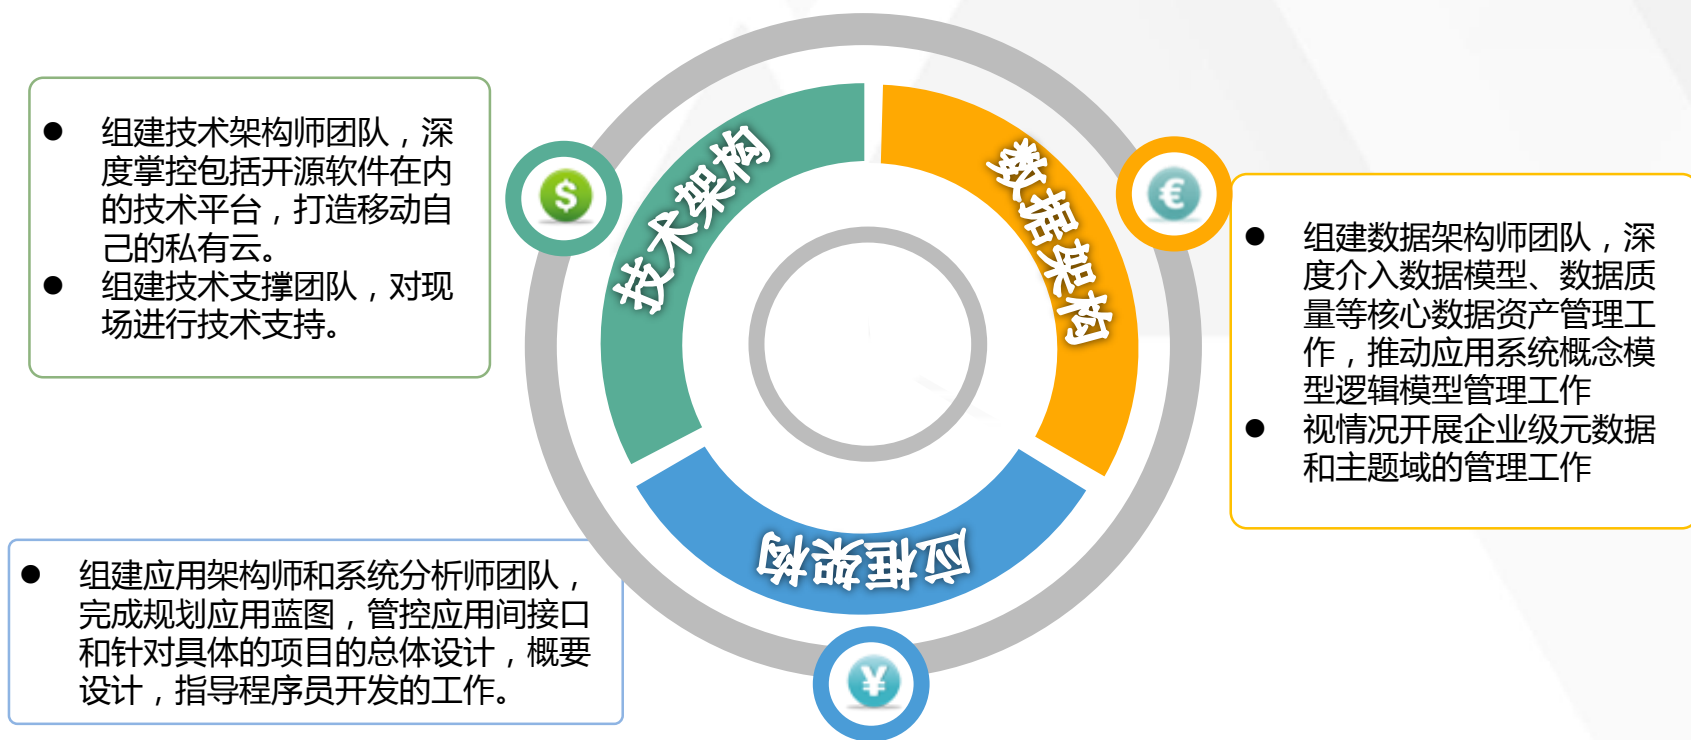 ● 组建技术架构师团队，深
度掌控包括开源软件在内
的技术平台，打造移动自
己的私有云。
● 组建技术支撑团队，对现
场进行技术支持。
技术架构
$
数据架构
€
● 组建数据架构师团队，深
度介入数据模型、数据质
量等核心数据资产管理工
作，推动应用系统概念模
型逻辑模型管理工作
● 视情况开展企业级元数据
和主题域的管理工作
应框架构
¥
● 组建应用架构师和系统分析师团队，
完成规划应用蓝图，管控应用间接口
和针对具体的项目的总体设计，概要
设计，指导程序员开发的工作。